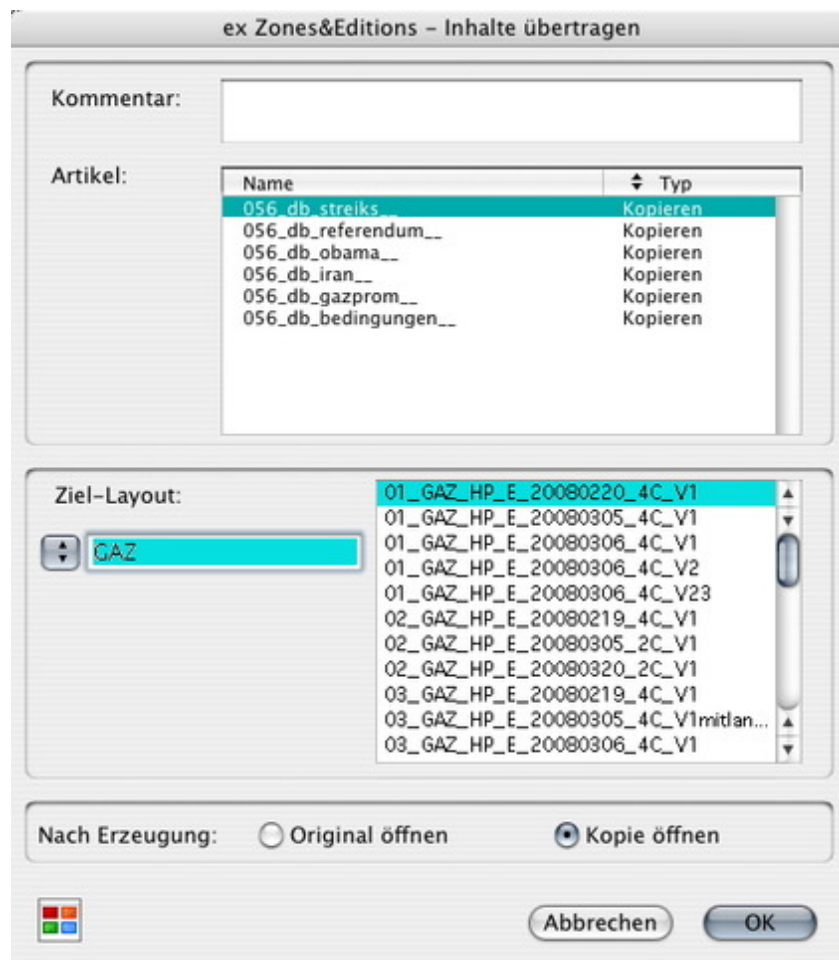 ex Zones&Editions – Inhalte übertragen
Kommentar:
Artikel:
Name Typ
056_db_streiks__ Kopieren
056_db_referendum__ Kopieren
056_db_obama__ Kopieren
056_db_iran__ Kopieren
056_db_gazprom__ Kopieren
056_db_bedingungen__ Kopieren
Ziel-Layout:
GAZ
01_GAZ_HP_E_20080220_4C_V1
01_GAZ_HP_E_20080305_4C_V1
01_GAZ_HP_E_20080306_4C_V1
01_GAZ_HP_E_20080306_4C_V2
01_GAZ_HP_E_20080306_4C_V23
02_GAZ_HP_E_20080219_4C_V1
02_GAZ_HP_E_20080305_2C_V1
02_GAZ_HP_E_20080320_2C_V1
03_GAZ_HP_E_20080219_4C_V1
03_GAZ_HP_E_20080305_4C_V1mitlan...
03_GAZ_HP_E_20080306_4C_V1
Nach Erzeugung: Original öffnen Kopie öffnen
Abbrechen OK